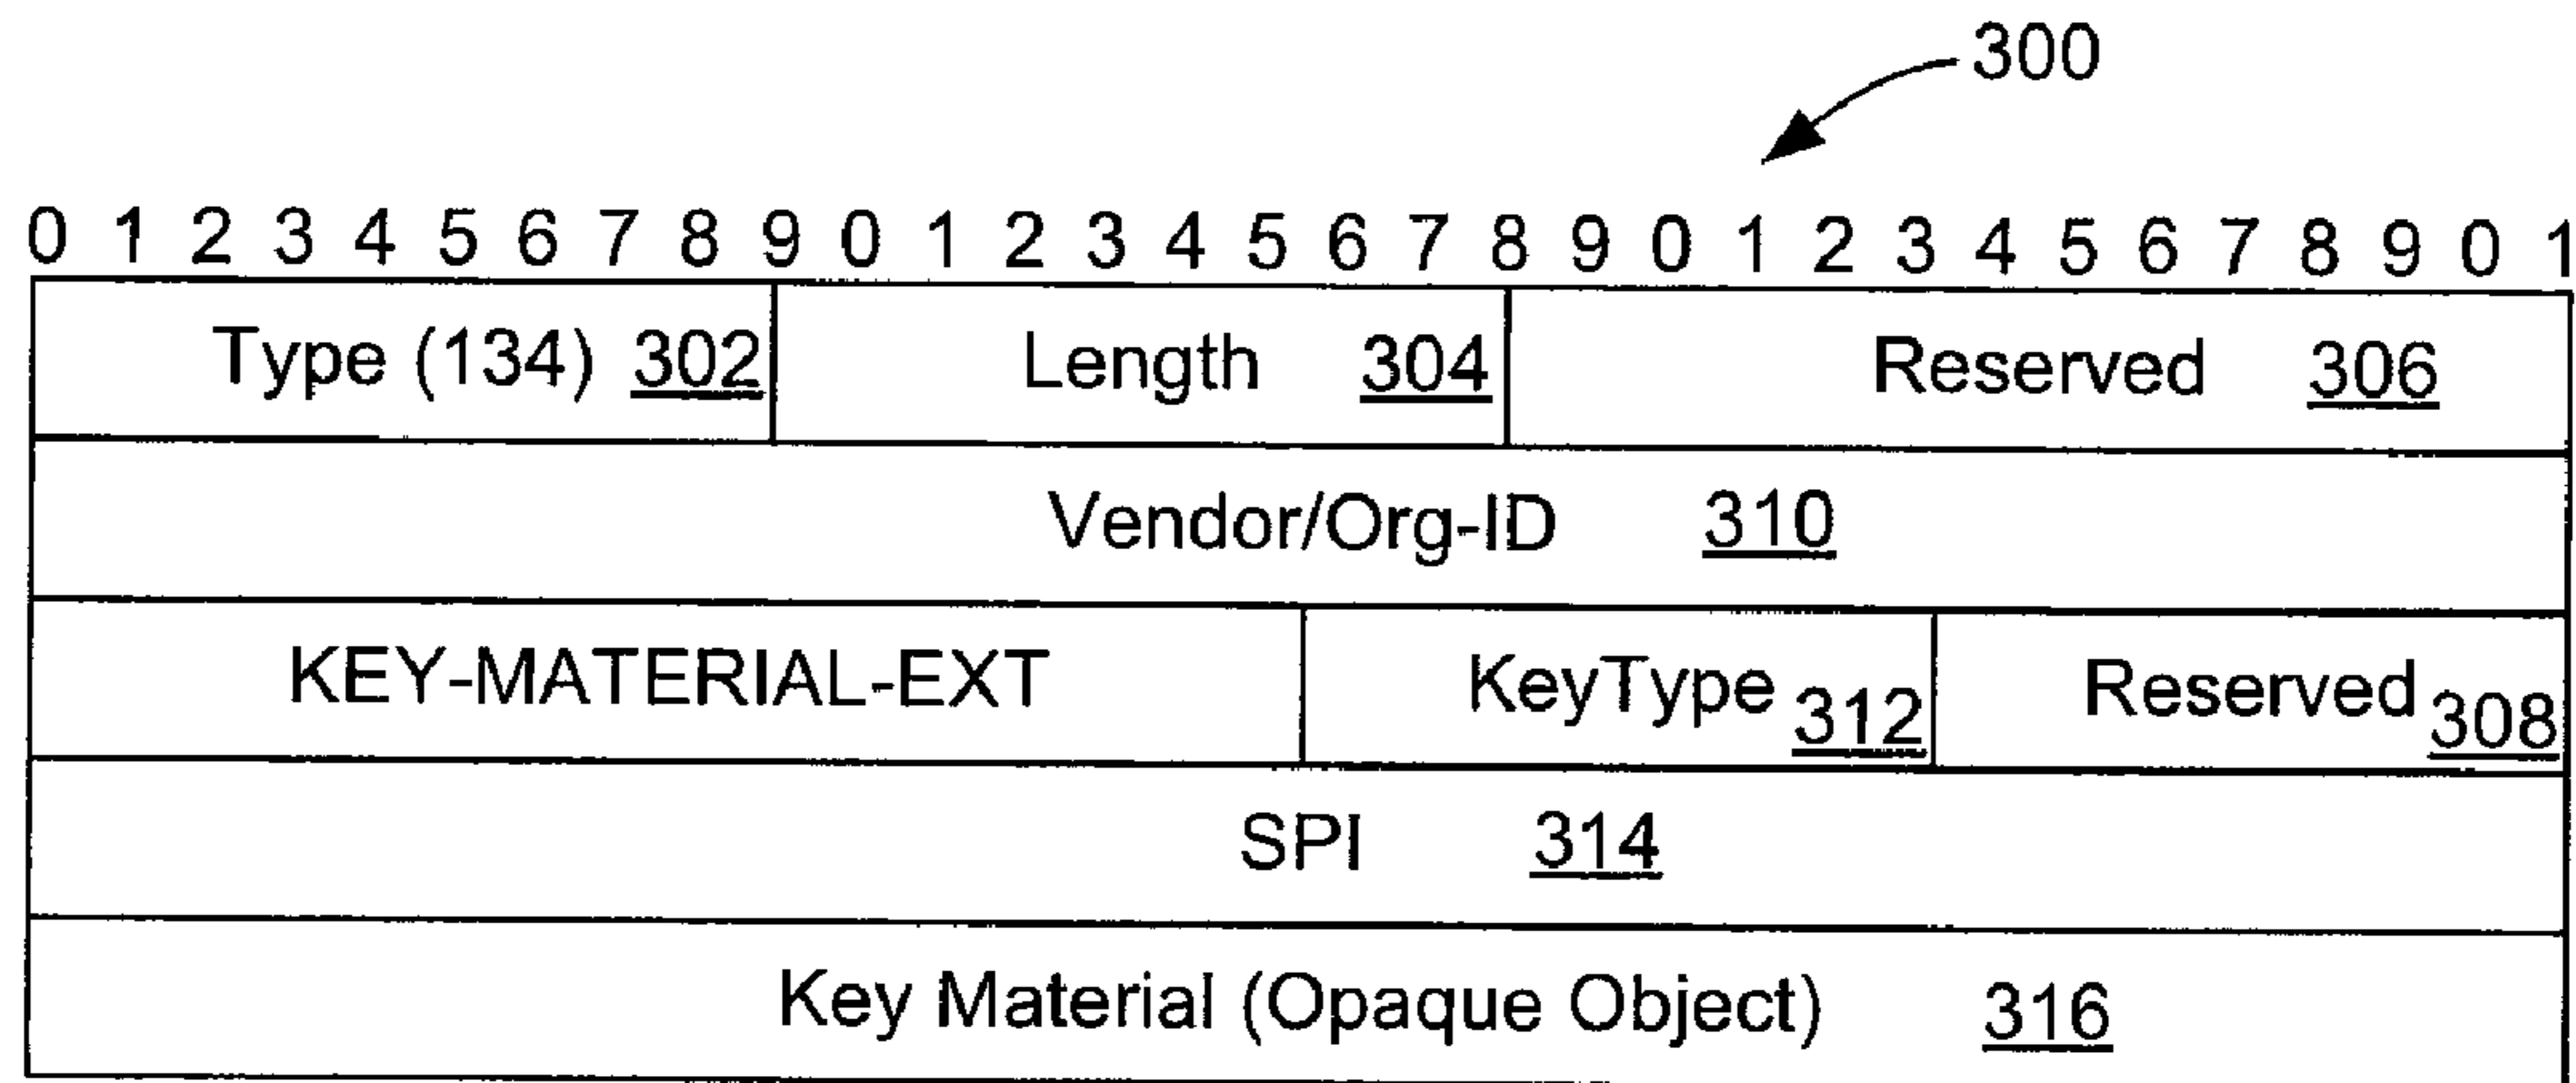 300
0 1 2 3 4 5 6 7 8 9 0 1 2 3 4 5 6 7 8 9 0 1 2 3 4 5 6 7 8 9 0 1
Type (134) 302 Length 304 Reserved 306
Vendor/Org-ID 310
KEY-MATERIAL-EXT KeyType 312 Reserved 308
SPI 314
Key Material (Opaque Object) 316